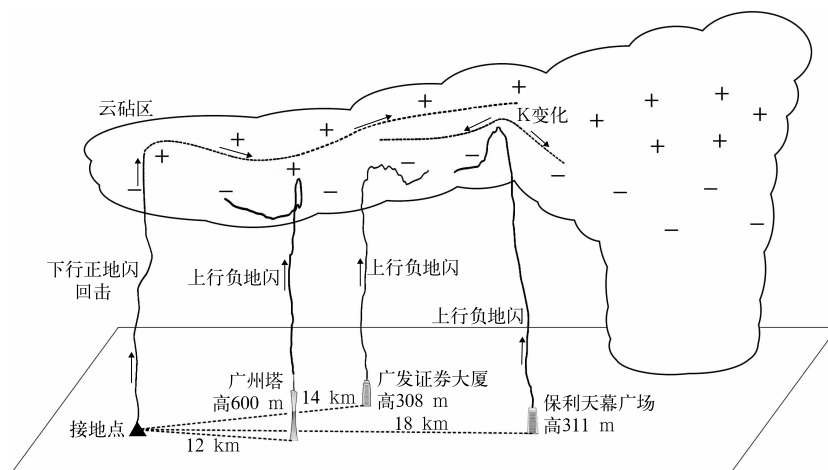 云砧区
K变化
下行正地闪
回击
上行负地闪
上行负地闪
上行负地闪
广州塔
高600 m
14 km
广发证券大厦
高308 m
保利天幕广场
高311 m
接地点
18 km
12 km